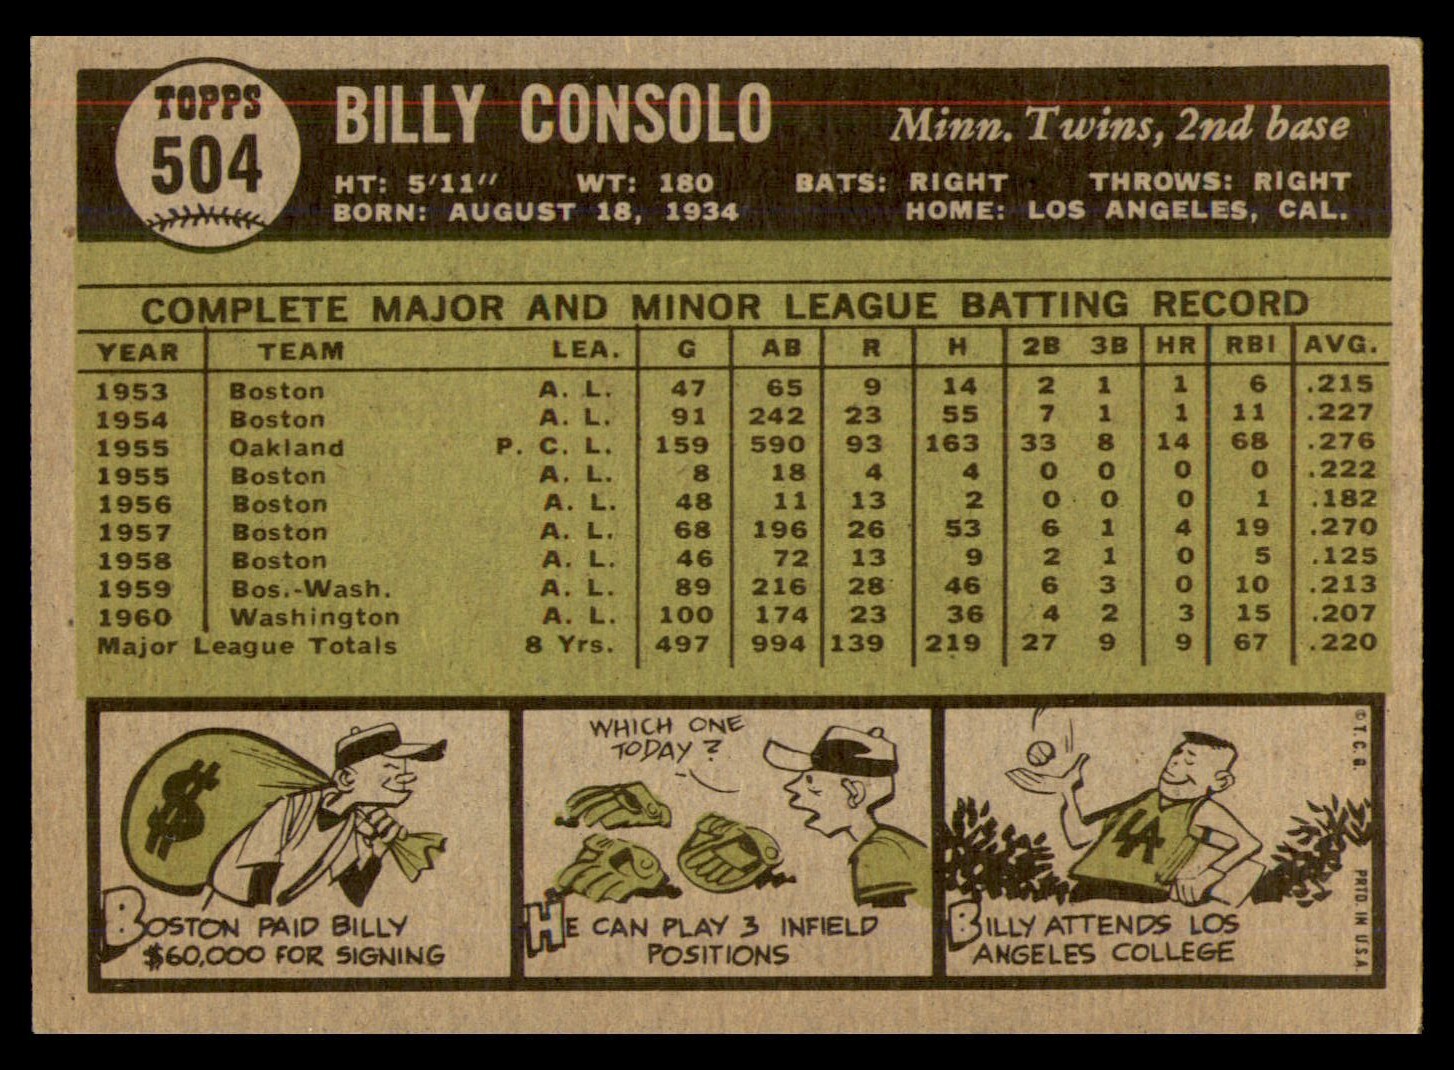 TOPPS
504
BILLY CONSOLO
Minn. Twins, 2nd base
HT: 5'11" WT: 180 BATS: RIGHT THROWS: RIGHT
BORN: AUGUST 18, 1934 HOME: LOS ANGELES, CAL.
COMPLETE MAJOR AND MINOR LEAGUE BATTING RECORD
YEAR TEAM LEA. G AB R H 2B 3B HR RBI AVG.
1953 Boston A. L. 47 65 9 14 2 1 1 6 .215
1954 Boston A. L. 91 242 23 55 7 1 1 11 .227
1955 Oakland P. C. L. 159 590 93 163 33 8 14 68 .276
1955 Boston A. L. 8 18 4 4 0 0 0 0 .222
1956 Boston A. L. 48 11 13 2 0 0 0 1 .182
1957 Boston A. L. 68 196 26 53 6 1 4 19 .270
1958 Boston A. L. 46 72 13 9 2 1 0 5 .125
1959 Bos.-Wash. A. L. 89 216 28 46 6 3 0 10 .213
1960 Washington A. L. 100 174 23 36 4 2 3 15 .207
Major League Totals 8 Yrs. 497 994 139 219 27 9 9 67 .220
$
BOSTON PAID BILLY
$60,000 FOR SIGNING
WHICH ONE
TODAY?
HE CAN PLAY 3 INFIELD
POSITIONS
LA
BILLY ATTENDS LOS
ANGELES COLLEGE
© T. C. G. PRTD. IN U.S.A.